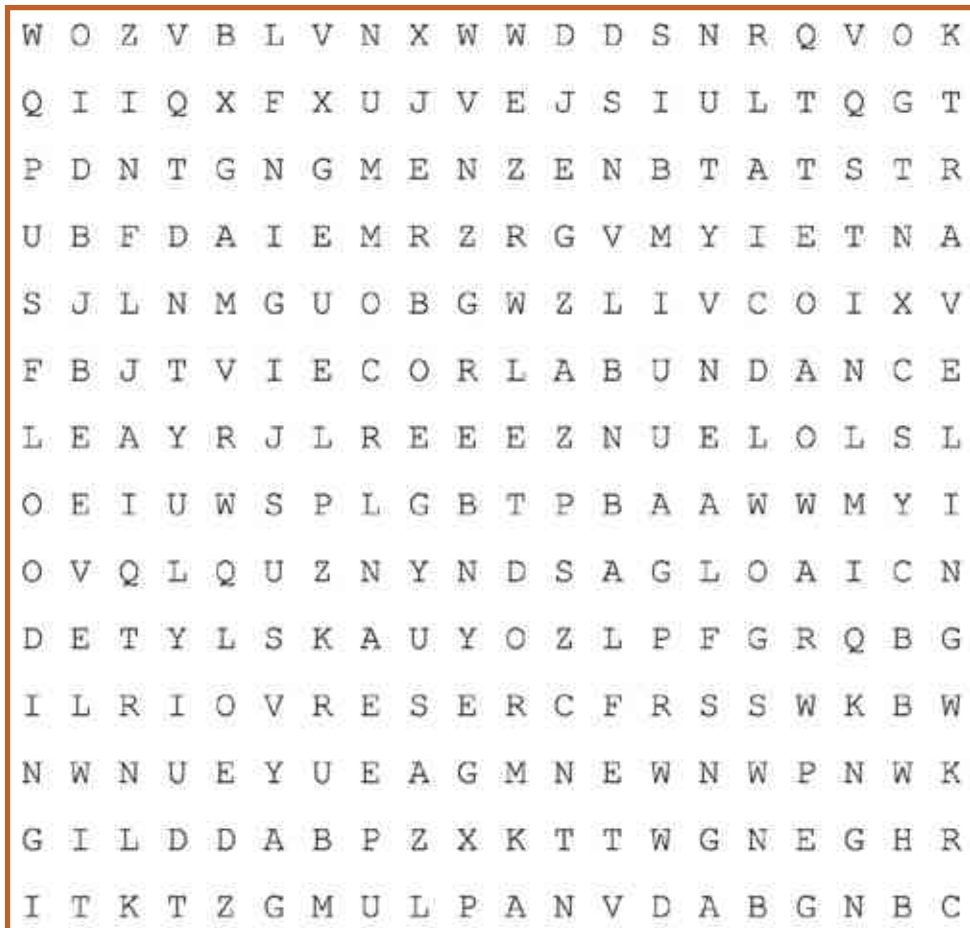 W O Z V B L V N X W W D D S N R Q V O K
Q I I Q X F X U J V E J S I U L T Q G T
P D N T G N G M E N Z E N B T A T S T R
U B F D A I E M R Z R G V M Y I E T N A
S J L N M G U O B G W Z L I V C O I X V
F B J T V I E C O R L A B U N D A N C E
L E A Y R J L R E E E Z N U E L O L S L
O E I U W S P L G B T P B A A W W M Y I
O V Q L Q U Z N Y N D S A G L O A I C N
D E T Y L S K A U Y O Z L P F G R Q B G
I L R I O V R E S E R C F R S S W K B W
N W N U E Y U E A G M N E W N W P N W K
G I L D D A B P Z X K T T W G N E G H R
I T K T Z G M U L P A N V D A B G N B C